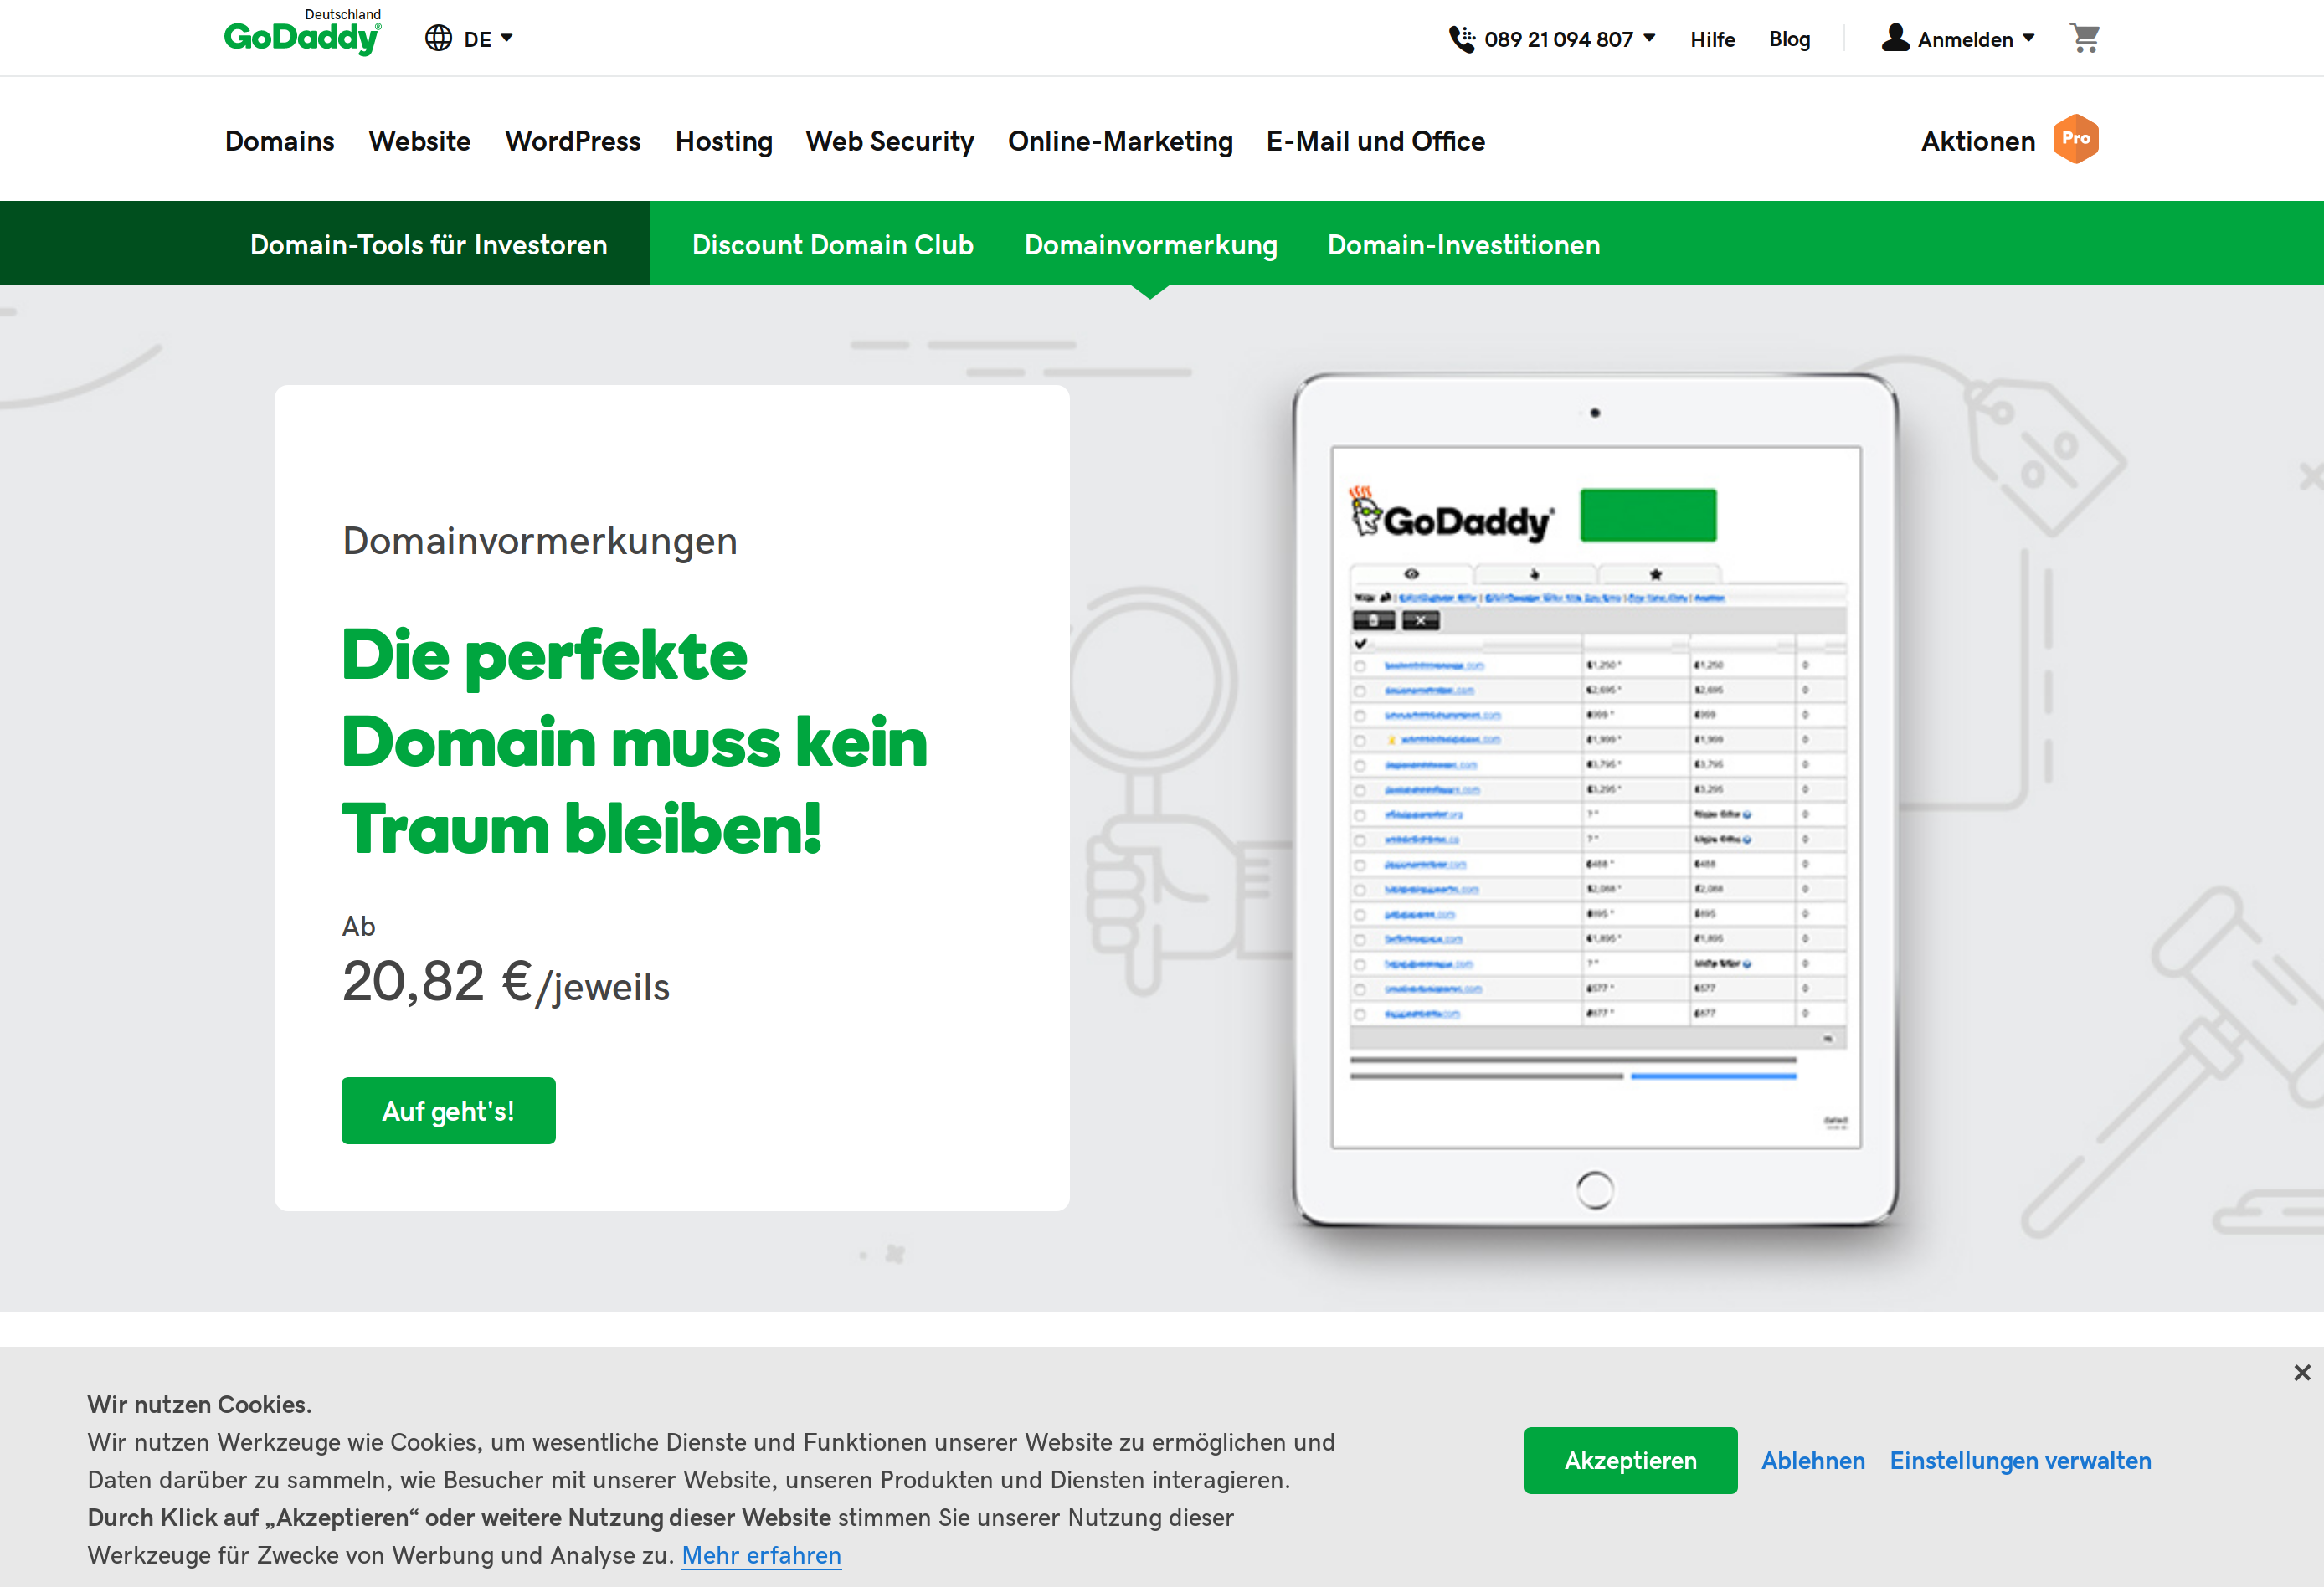 Deutschland
GoDaddy®
DE
089 21 094 807
Hilfe
Blog
Anmelden
Domains
Website
WordPress
Hosting
Web Security
Online-Marketing
E-Mail und Office
Aktionen
Pro
Domain-Tools für Investoren
Discount Domain Club
Domainvormerkung
Domain-Investitionen
Domainvormerkungen
Die perfekte
Domain muss kein
Traum bleiben!
Ab
20,82 €/jeweils
Auf geht's!
GoDaddy
Wir nutzen Cookies.
Wir nutzen Werkzeuge wie Cookies, um wesentliche Dienste und Funktionen unserer Website zu ermöglichen und
Daten darüber zu sammeln, wie Besucher mit unserer Website, unseren Produkten und Diensten interagieren.
Durch Klick auf „Akzeptieren“ oder weitere Nutzung dieser Website stimmen Sie unserer Nutzung dieser
Werkzeuge für Zwecke von Werbung und Analyse zu. Mehr erfahren
Akzeptieren
Ablehnen
Einstellungen verwalten